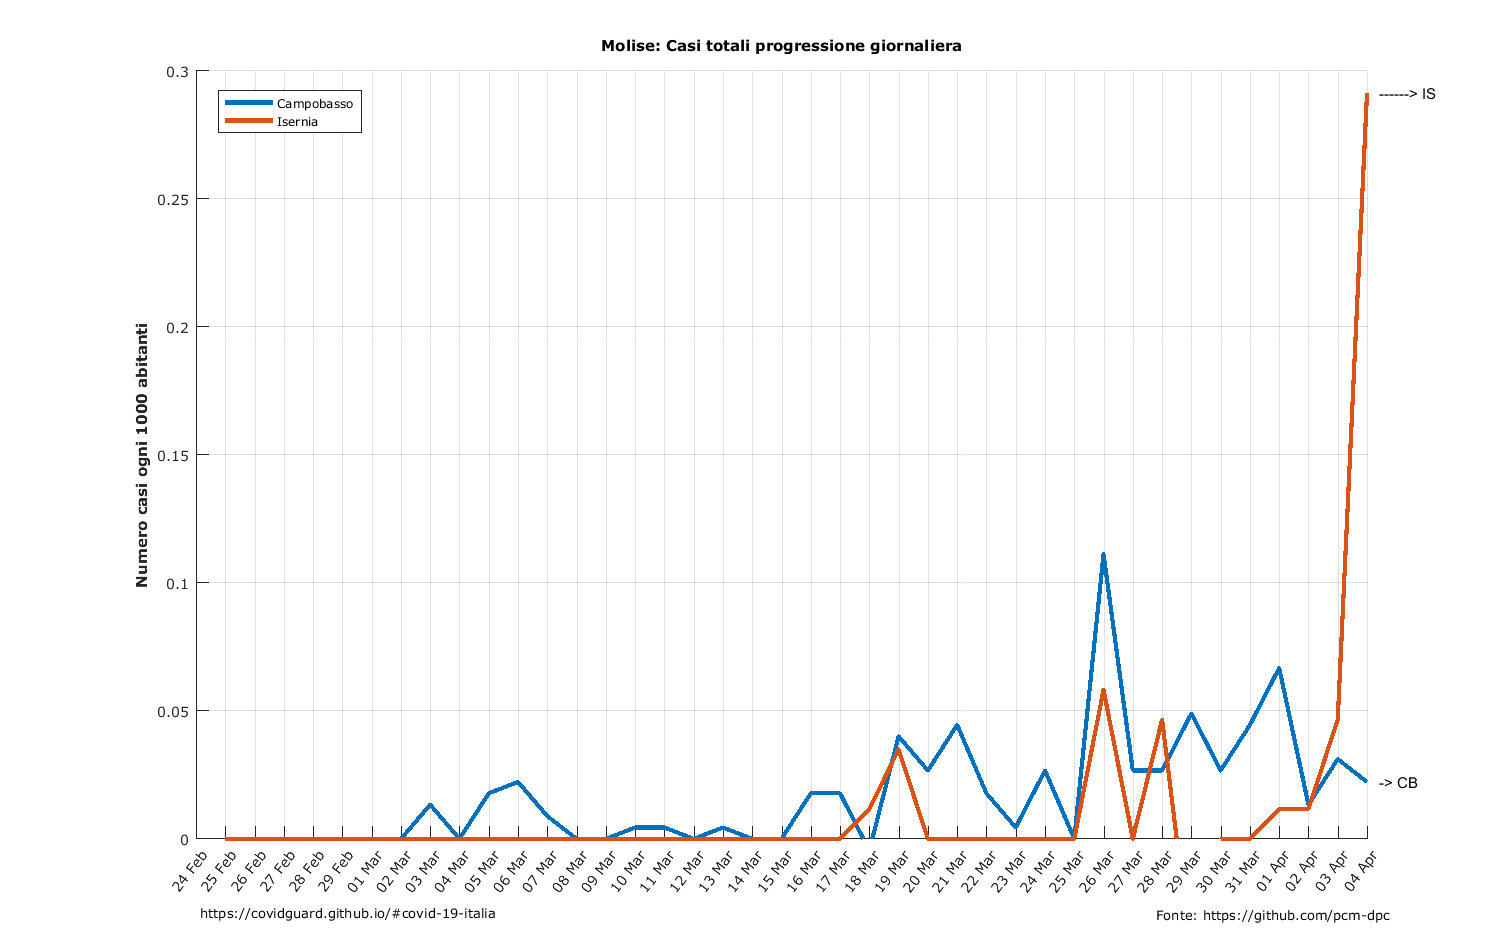 Molise: Casi totali progressione giornaliera
Campobasso
Isernia
Numero casi ogni 1000 abitanti
0.3
0.25
0.2
0.15
0.1
0.05
0
------> IS
-> CB
24 Feb
25 Feb
26 Feb
27 Feb
28 Feb
29 Feb
01 Mar
02 Mar
03 Mar
04 Mar
05 Mar
06 Mar
07 Mar
08 Mar
09 Mar
10 Mar
11 Mar
12 Mar
13 Mar
14 Mar
15 Mar
16 Mar
17 Mar
18 Mar
19 Mar
20 Mar
21 Mar
22 Mar
23 Mar
24 Mar
25 Mar
26 Mar
27 Mar
28 Mar
29 Mar
30 Mar
31 Mar
01 Apr
02 Apr
03 Apr
04 Apr
https://covidguard.github.io/#covid-19-italia
Fonte: https://github.com/pcm-dpc